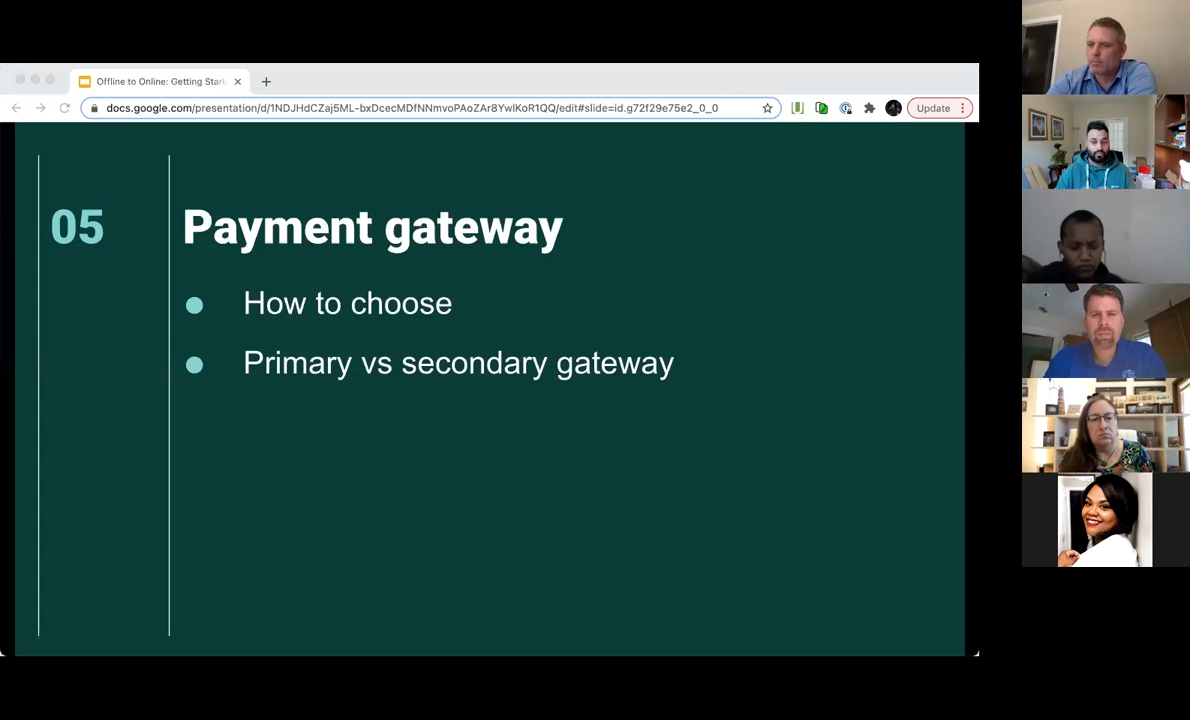 Offline to Online: Getting Star
docs.google.com/presentation/d/1NDJHdCZaj5ML-bxDcecMDfNNmvoPAoZAr8YwlKoR1QQ/edit#slide=id.g72f29e75e2_0_0
Update
05
Payment gateway
How to choose
Primary vs secondary gateway